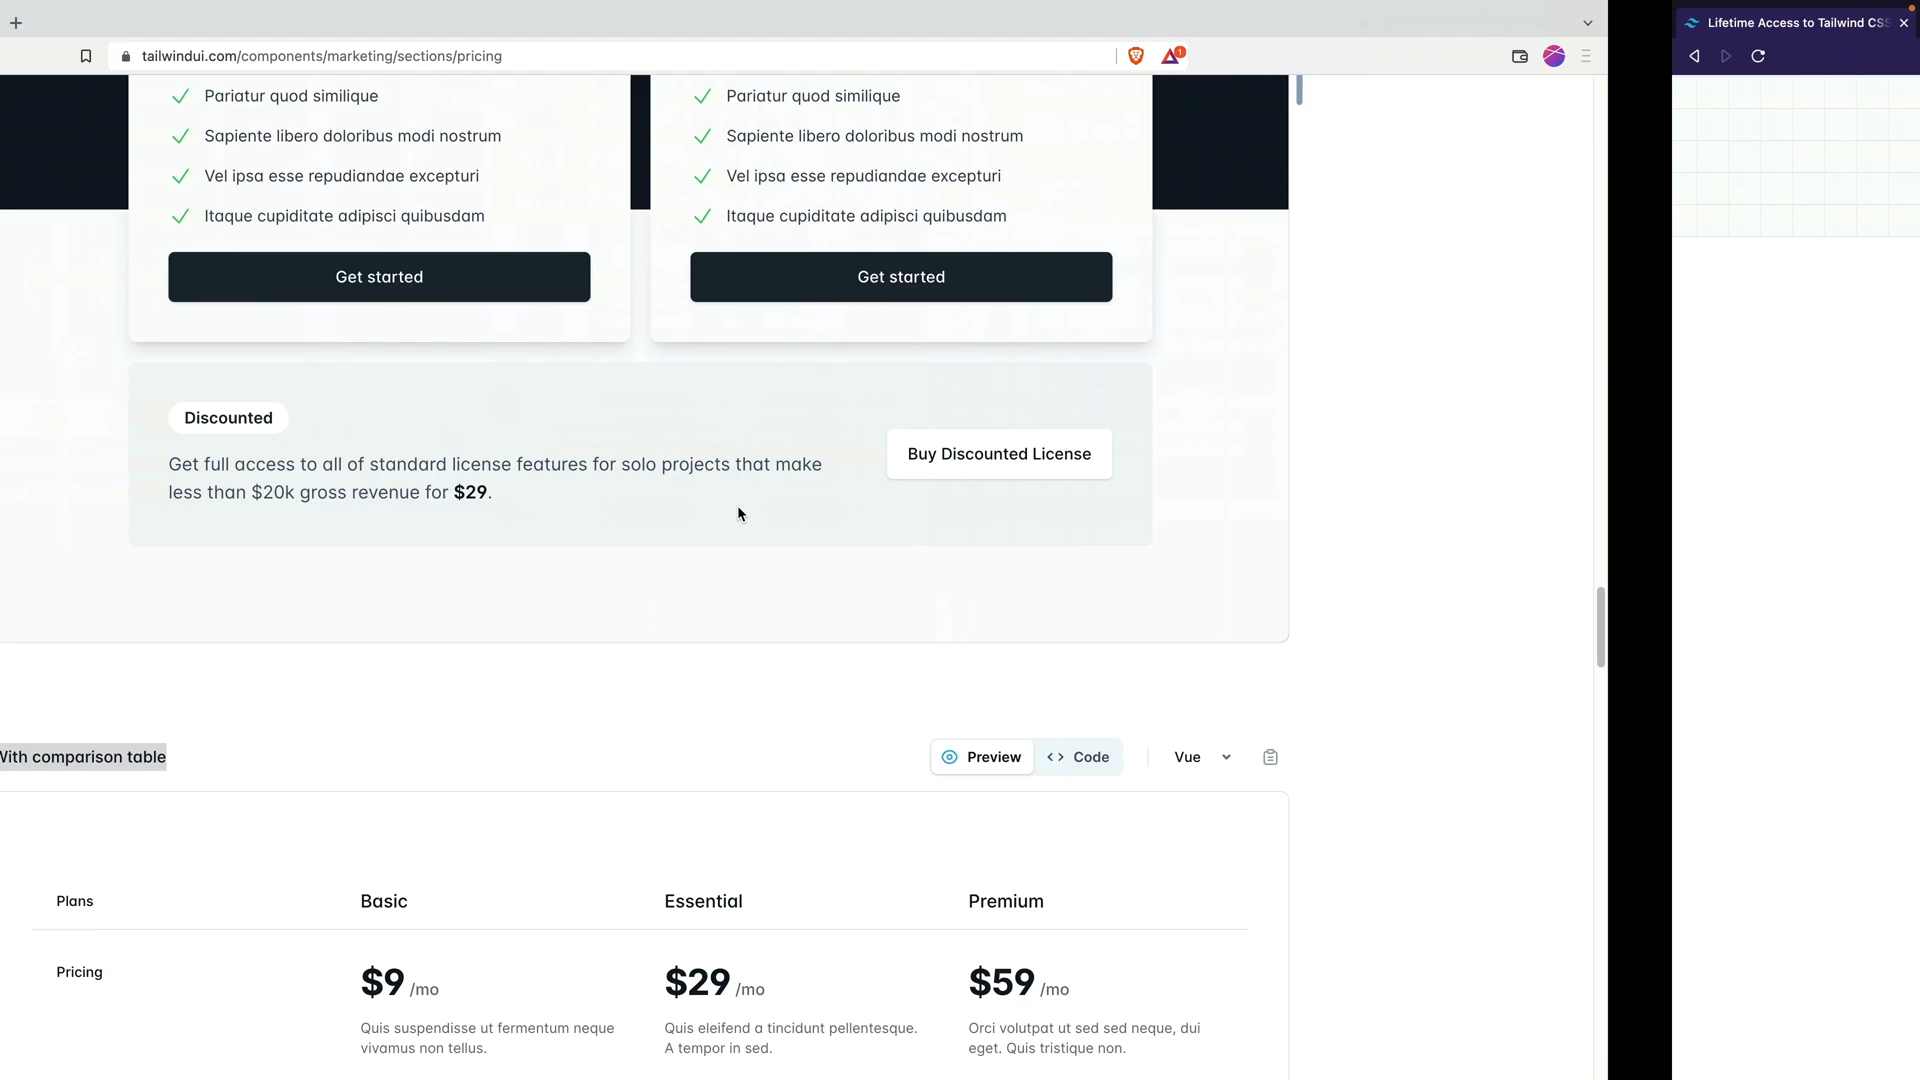 Lifetime Access to Tailwind CSS
tailwindui.com/components/marketing/sections/pricing
1
Pariatur quod similique
Sapiente libero doloribus modi nostrum
Vel ipsa esse repudiandae excepturi
Itaque cupiditate adipisci quibusdam
Get started
Pariatur quod similique
Sapiente libero doloribus modi nostrum
Vel ipsa esse repudiandae excepturi
Itaque cupiditate adipisci quibusdam
Get started
Discounted
Get full access to all of standard license features for solo projects that make
less than $20k gross revenue for $29.
Buy Discounted License
With comparison table
Preview
Code
Vue
Plans
Basic
Essential
Premium
Pricing
$9 /mo
$29 /mo
$59 /mo
Quis suspendisse ut fermentum neque
vivamus non tellus.
Quis eleifend a tincidunt pellentesque.
A tempor in sed.
Orci volutpat ut sed sed neque, dui
eget. Quis tristique non.